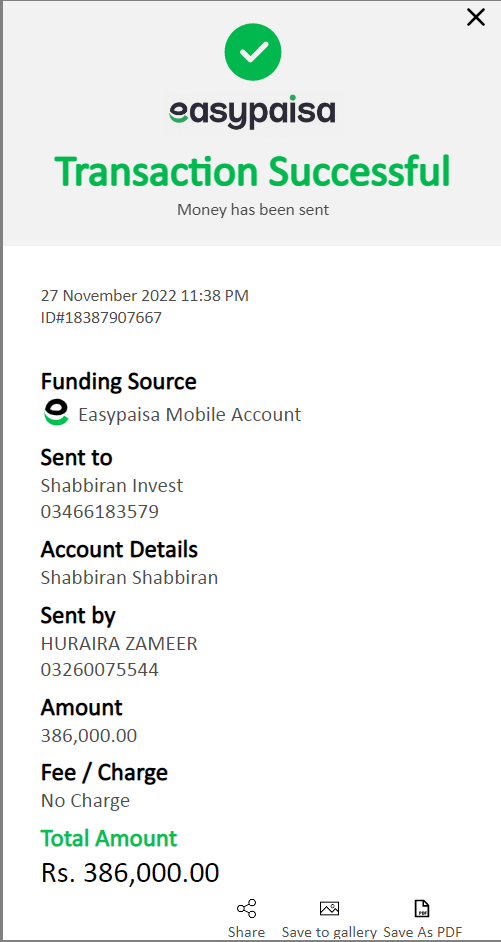 easypaisa
Transaction Successful
Money has been sent
27 November 2022 11:38 PM
ID#18387907667
Funding Source
Easypaisa Mobile Account
Sent to
Shabbiran Invest
03466183579
Account Details
Shabbiran Shabbiran
Sent by
HURAIRA ZAMEER
03260075544
Amount
386,000.00
Fee / Charge
No Charge
Total Amount
Rs. 386,000.00
Share Save to gallery Save As PDF